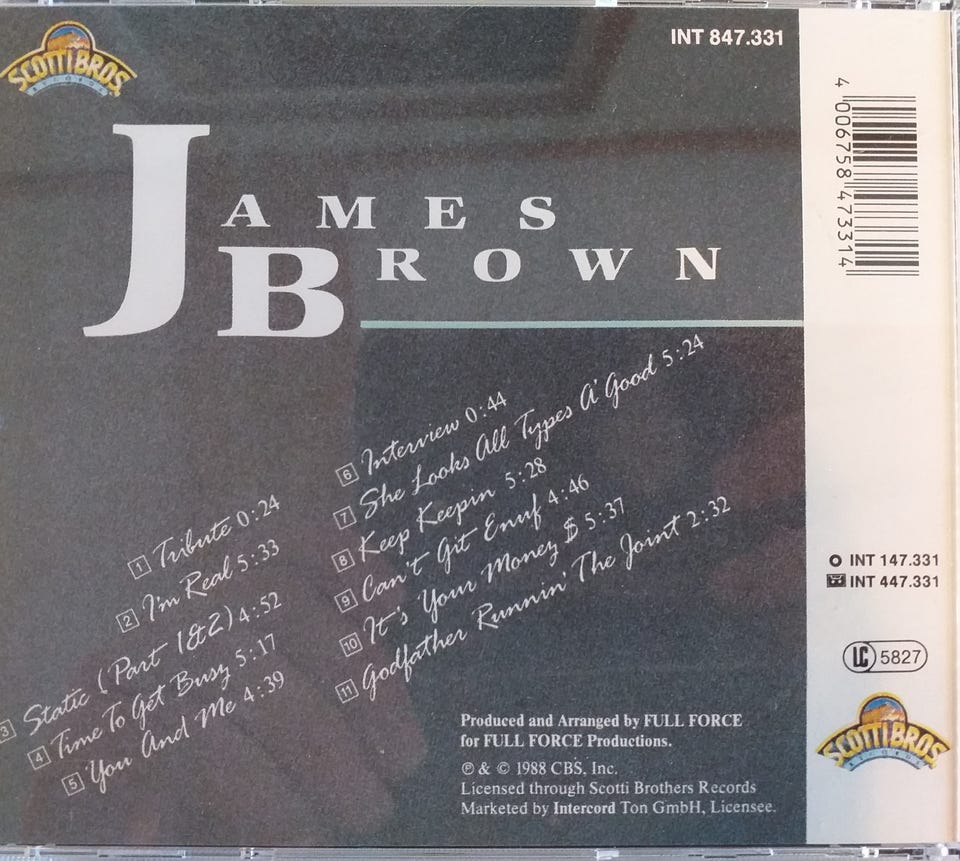 SCOTTI BROS.
RECORDS
INT 847.331
JAMES
BROWN
1 Tribute 0:24
2 I'm Real 5:33
3 Static (Part 1&2) 4:52
4 Time To Get Busy 5:17
5 You And Me 4:39
6 Interview 0:44
7 She Looks All Types A' Good 5:24
8 Keep Keepin 5:28
9 Can't Git Enuf 4:46
10 It's Your Money $ 5:37
11 Godfather Runnin' The Joint 2:32
Produced and Arranged by FULL FORCE
for FULL FORCE Productions.
℗ & © 1988 CBS, Inc.
Licensed through Scotti Brothers Records
Marketed by Intercord Ton GmbH, Licensee.
4 006758 473314
INT 147.331
INT 447.331
LC 5827
SCOTTI BROS.
RECORDS